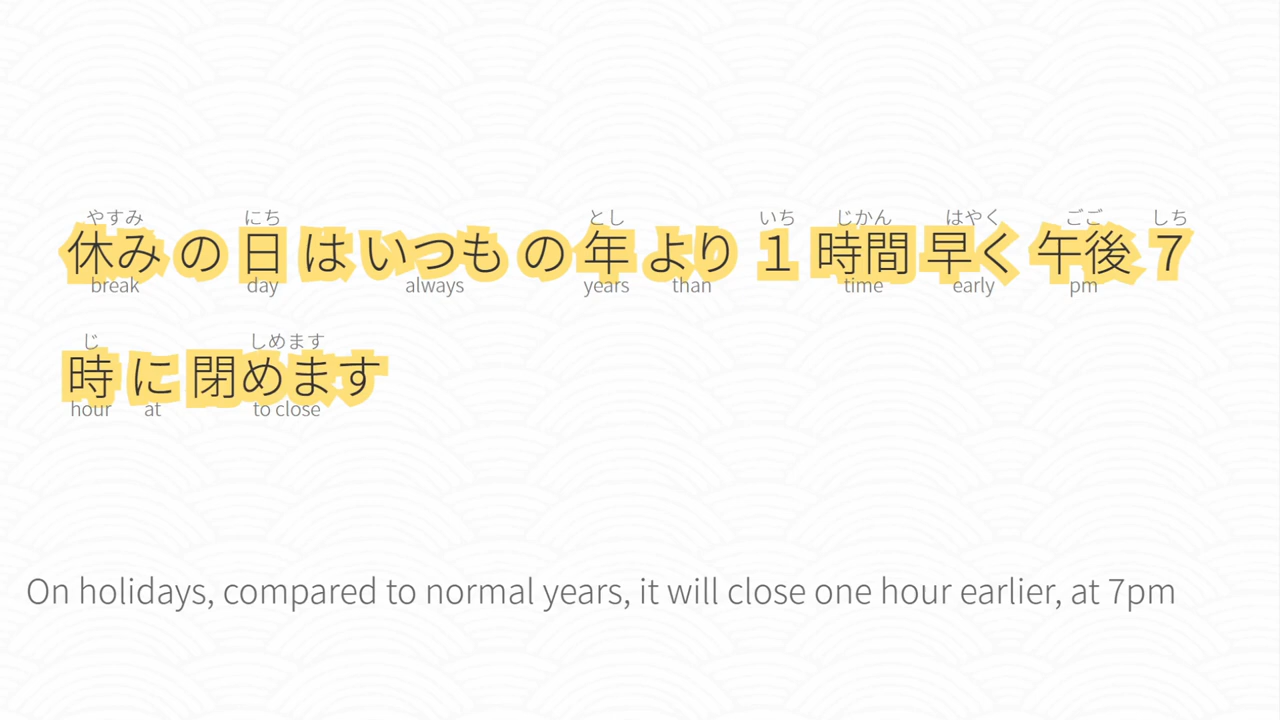 やすみ にち とし いち じかん はやく ごご しち
休み の 日 は いつも の 年 より 1 時間 早く 午後 7
break day always years than time early pm
じ しめます
時 に 閉めます
hour at to close
On holidays, compared to normal years, it will close one hour earlier, at 7pm